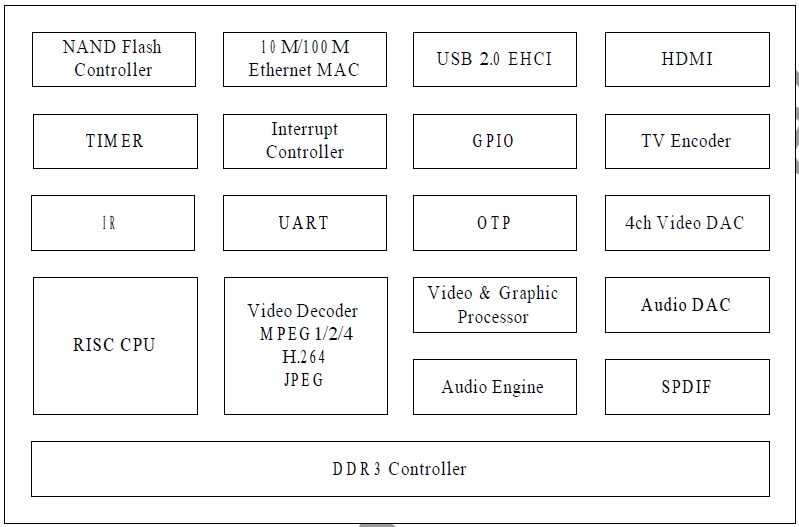 NAND Flash
Controller
10 M/100 M
Ethernet MAC
USB 2.0 EHCI
HDMI
TIMER
Interrupt
Controller
GPIO
TV Encoder
IR
UART
OTP
4ch Video DAC
RISC CPU
Video Decoder
MPEG 1/2/4
H.264
JPEG
Video & Graphic
Processor
Audio DAC
Audio Engine
SPDIF
DDR3 Controller